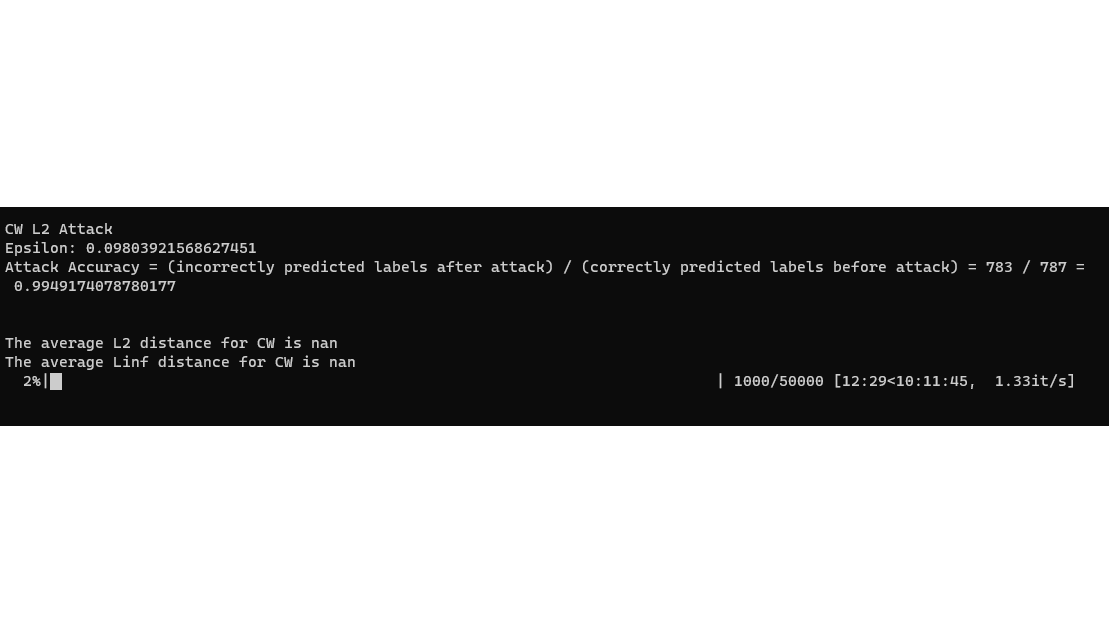 CW L2 Attack
Epsilon: 0.09803921568627451
Attack Accuracy = (incorrectly predicted labels after attack) / (correctly predicted labels before attack) = 783 / 787 =
0.9949174078780177
The average L2 distance for CW is nan
The average Linf distance for CW is nan
2%| | 1000/50000 [12:29<10:11:45, 1.33it/s]